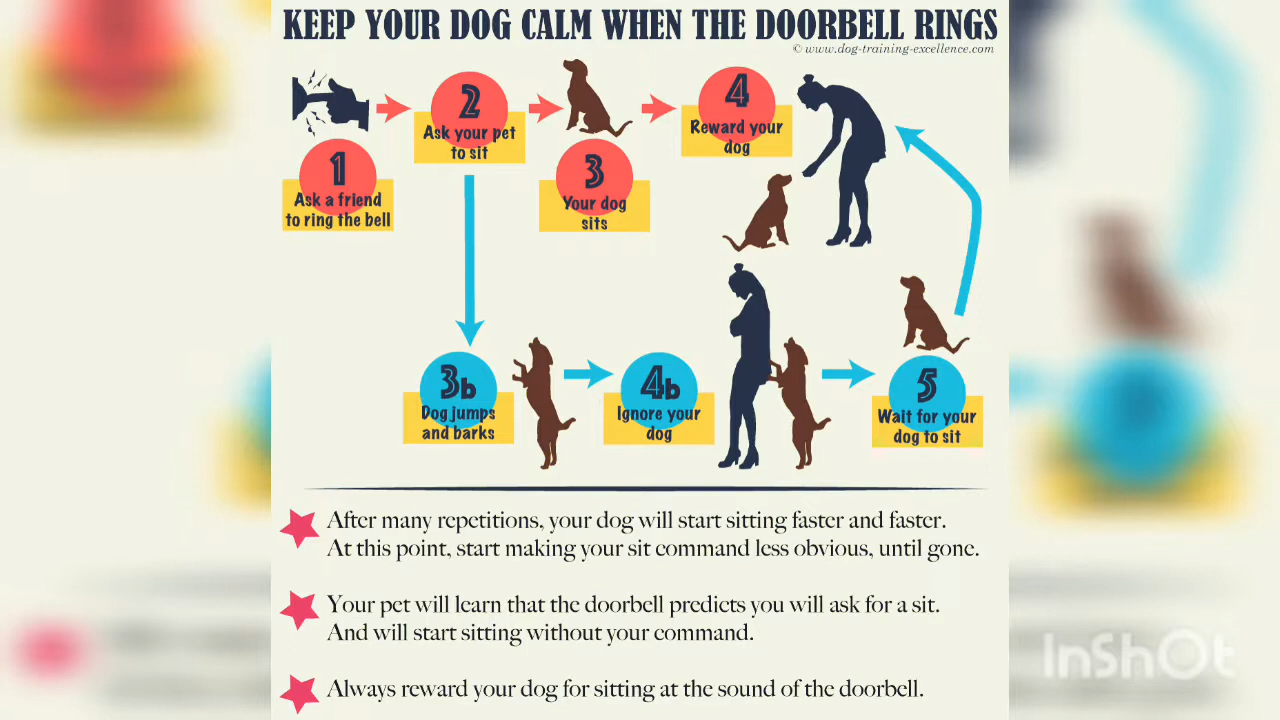 KEEP YOUR DOG CALM WHEN THE DOORBELL RINGS
© www.dog-training-excellence.com
1
Ask a friend
to ring the bell
2
Ask your pet
to sit
3
Your dog
sits
4
Reward your
dog
3b
Dog jumps
and barks
4b
Ignore your
dog
5
Wait for your
dog to sit
After many repetitions, your dog will start sitting faster and faster.
At this point, start making your sit command less obvious, until gone.
Your pet will learn that the doorbell predicts you will ask for a sit.
And will start sitting without your command.
Always reward your dog for sitting at the sound of the doorbell.
InShOt